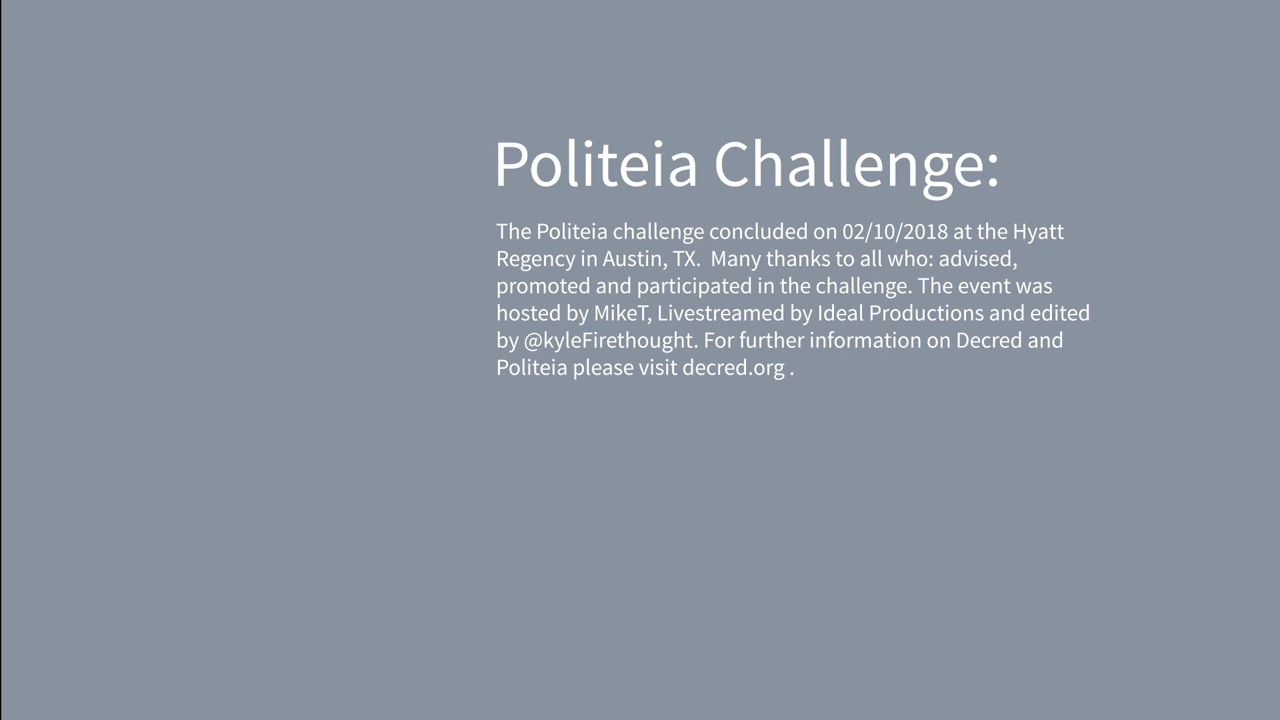 Politeia Challenge:
The Politeia challenge concluded on 02/10/2018 at the Hyatt
Regency in Austin, TX.  Many thanks to all who: advised,
promoted and participated in the challenge. The event was
hosted by MikeT, Livestreamed by Ideal Productions and edited
by @kyleFirethought. For further information on Decred and
Politeia please visit decred.org .